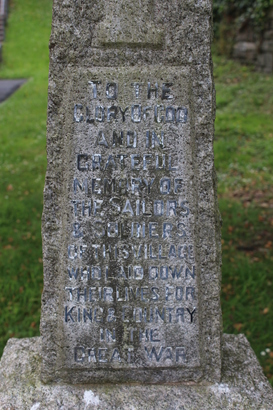 TO THE
GLORY OF GOD
AND IN
GRATEFUL
MEMORY OF
THE SAILORS
& SOLDIERS
OF THIS VILLAGE
WHO LAID DOWN
THEIR LIVES FOR
KING & COUNTRY
IN THE
GREAT WAR